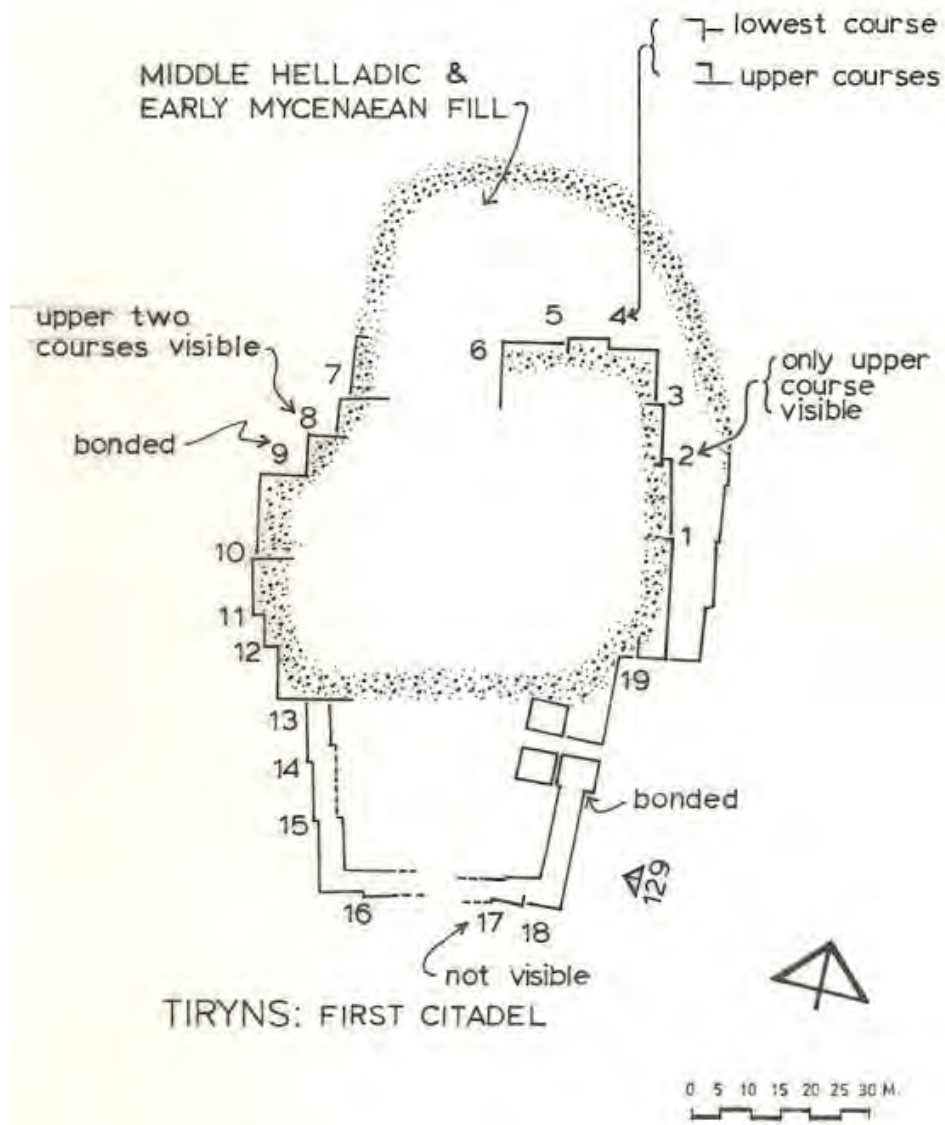 lowest course
upper courses
MIDDLE HELLADIC &
EARLY MYCENAEAN FILL
5
4
6
upper two
courses visible
7
only upper
course
visible
3
8
bonded
9
2
10
1
11
12
19
13
14
bonded
15
129
16
17
18
not visible
TIRYNS: FIRST CITADEL
0 5 10 15 20 25 30 M.